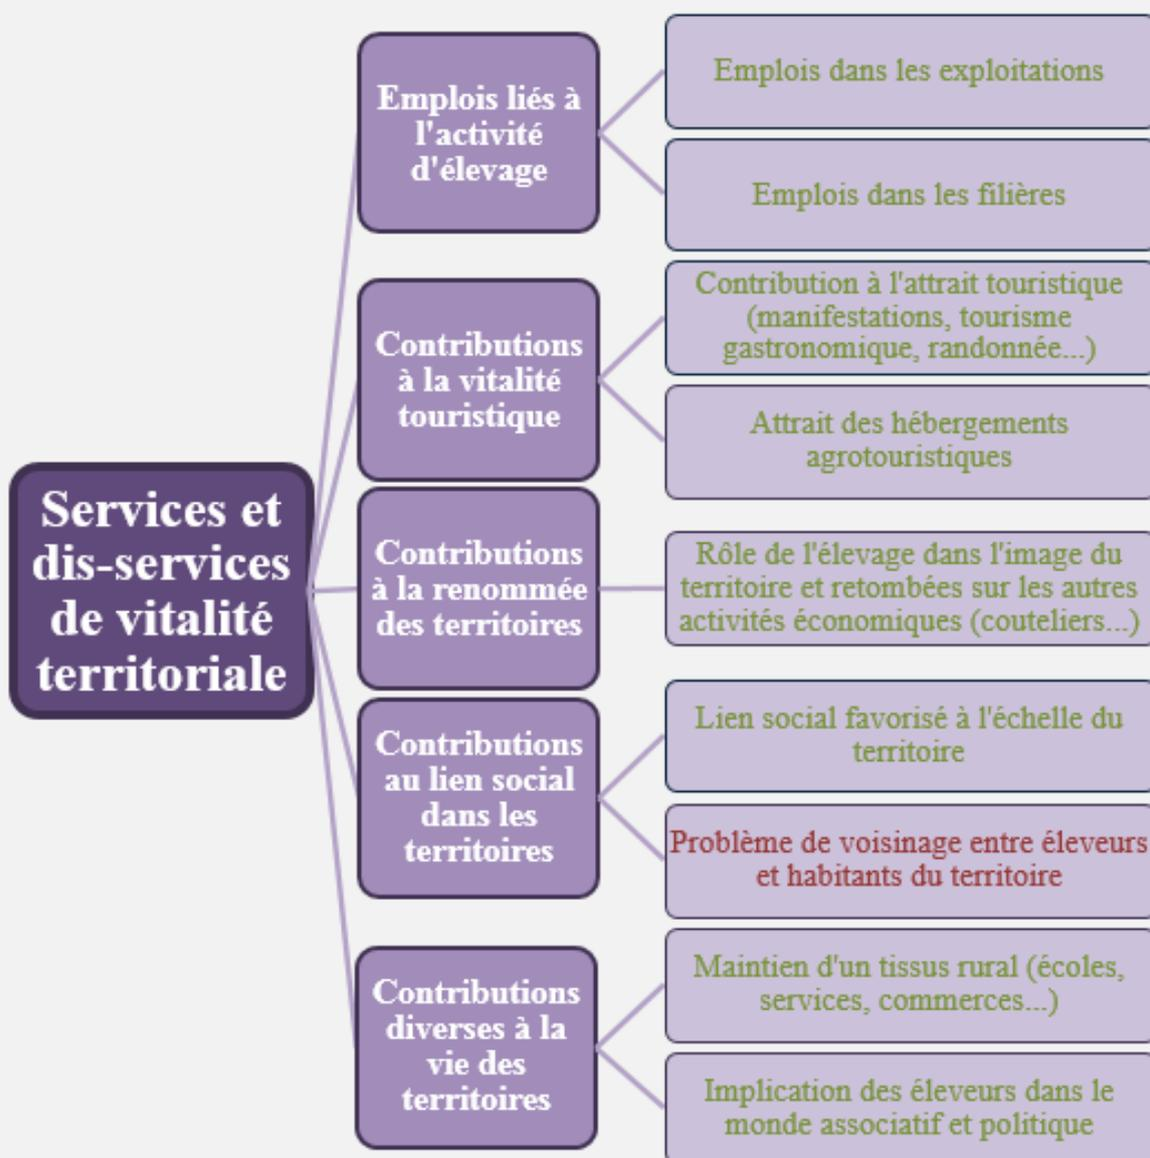 Services et
dis-services
de vitalité
territoriale
Emplois liés à
l'activité
d'élevage
Emplois dans les exploitations
Emplois dans les filières
Contributions
à la vitalité
touristique
Contribution à l'attrait touristique
(manifestations, tourisme
gastronomique, randonnée...)
Attrait des hébergements
agrotouristiques
Contributions
à la renommée
des territoires
Rôle de l'élevage dans l'image du
territoire et retombées sur les autres
activités économiques (couteliers...)
Contributions
au lien social
dans les
territoires
Lien social favorisé à l'échelle du
territoire
Problème de voisinage entre éleveurs
et habitants du territoire
Contributions
diverses à la
vie des
territoires
Maintien d'un tissus rural (écoles,
services, commerces...)
Implication des éleveurs dans le
monde associatif et politique